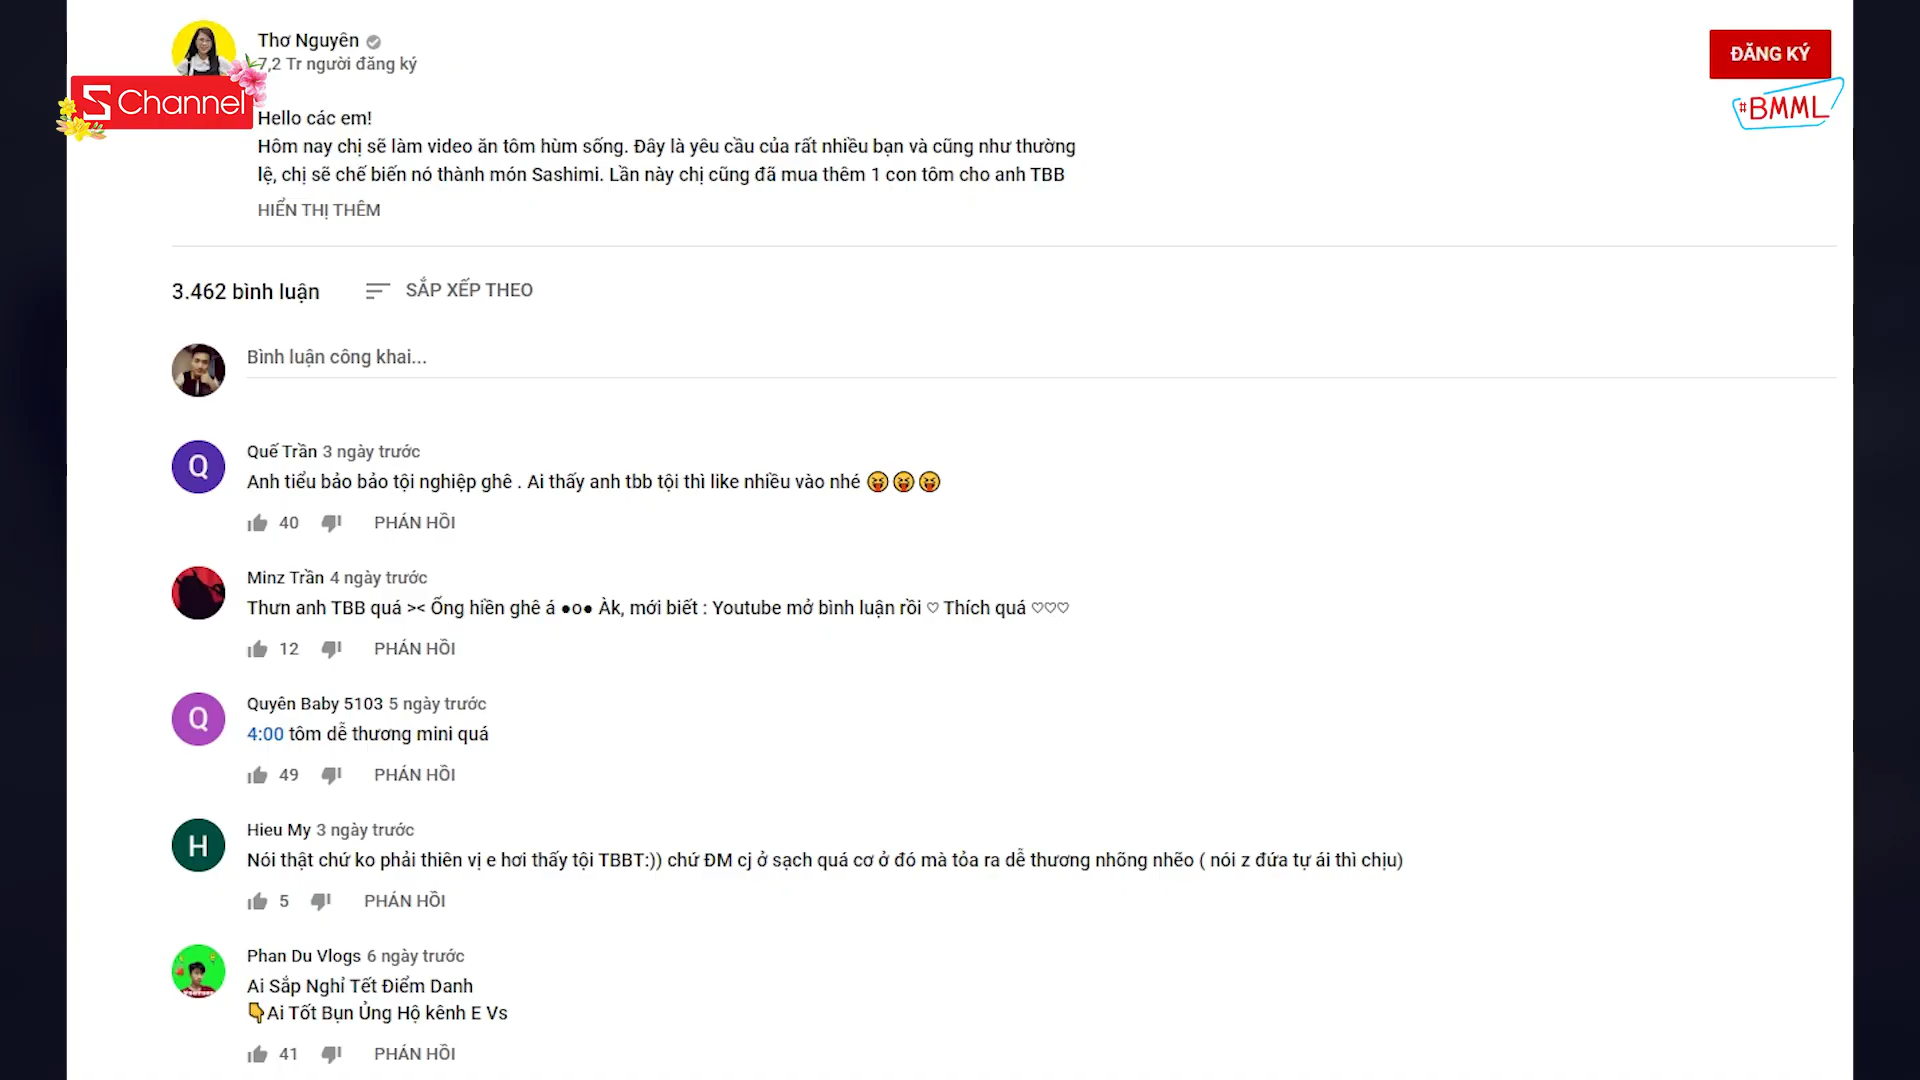 Thơ Nguyên
7,2 Tr người đăng ký
ĐĂNG KÝ
S Channel
#BMML
Hello các em!
Hôm nay chị sẽ làm video ăn tôm hùm sống. Đây là yêu cầu của rất nhiều bạn và cũng như thường
lệ, chị sẽ chế biến nó thành món Sashimi. Lần này chị cũng đã mua thêm 1 con tôm cho anh TBB
HIỂN THỊ THÊM
3.462 bình luận SẮP XẾP THEO
Bình luận công khai...
Q
Quế Trần 3 ngày trước
Anh tiểu bảo bảo tội nghiệp ghê . Ai thấy anh tbb tội thì like nhiều vào nhé 😝😝😝
40 PHẢN HỒI
Minz Trần 4 ngày trước
Thưn anh TBB quá >< Ổng hiền ghê á ●o● Àk, mới biết : Youtube mở bình luận rồi ♡ Thích quá ♡♡♡
12 PHẢN HỒI
Q
Quyên Baby 5103 5 ngày trước
4:00 tôm dễ thương mini quá
49 PHẢN HỒI
H
Hieu My 3 ngày trước
Nói thật chứ ko phải thiên vị e hơi thấy tội TBBT:)) chứ ĐM cj ở sạch quá cơ ở đó mà tỏa ra dễ thương nhõng nhẽo ( nói z đứa tự ái thì chịu)
5 PHẢN HỒI
Phan Du Vlogs 6 ngày trước
Ai Sắp Nghỉ Tết Điểm Danh
👇Ai Tốt Bụn Ủng Hộ kênh E Vs
41 PHẢN HỒI